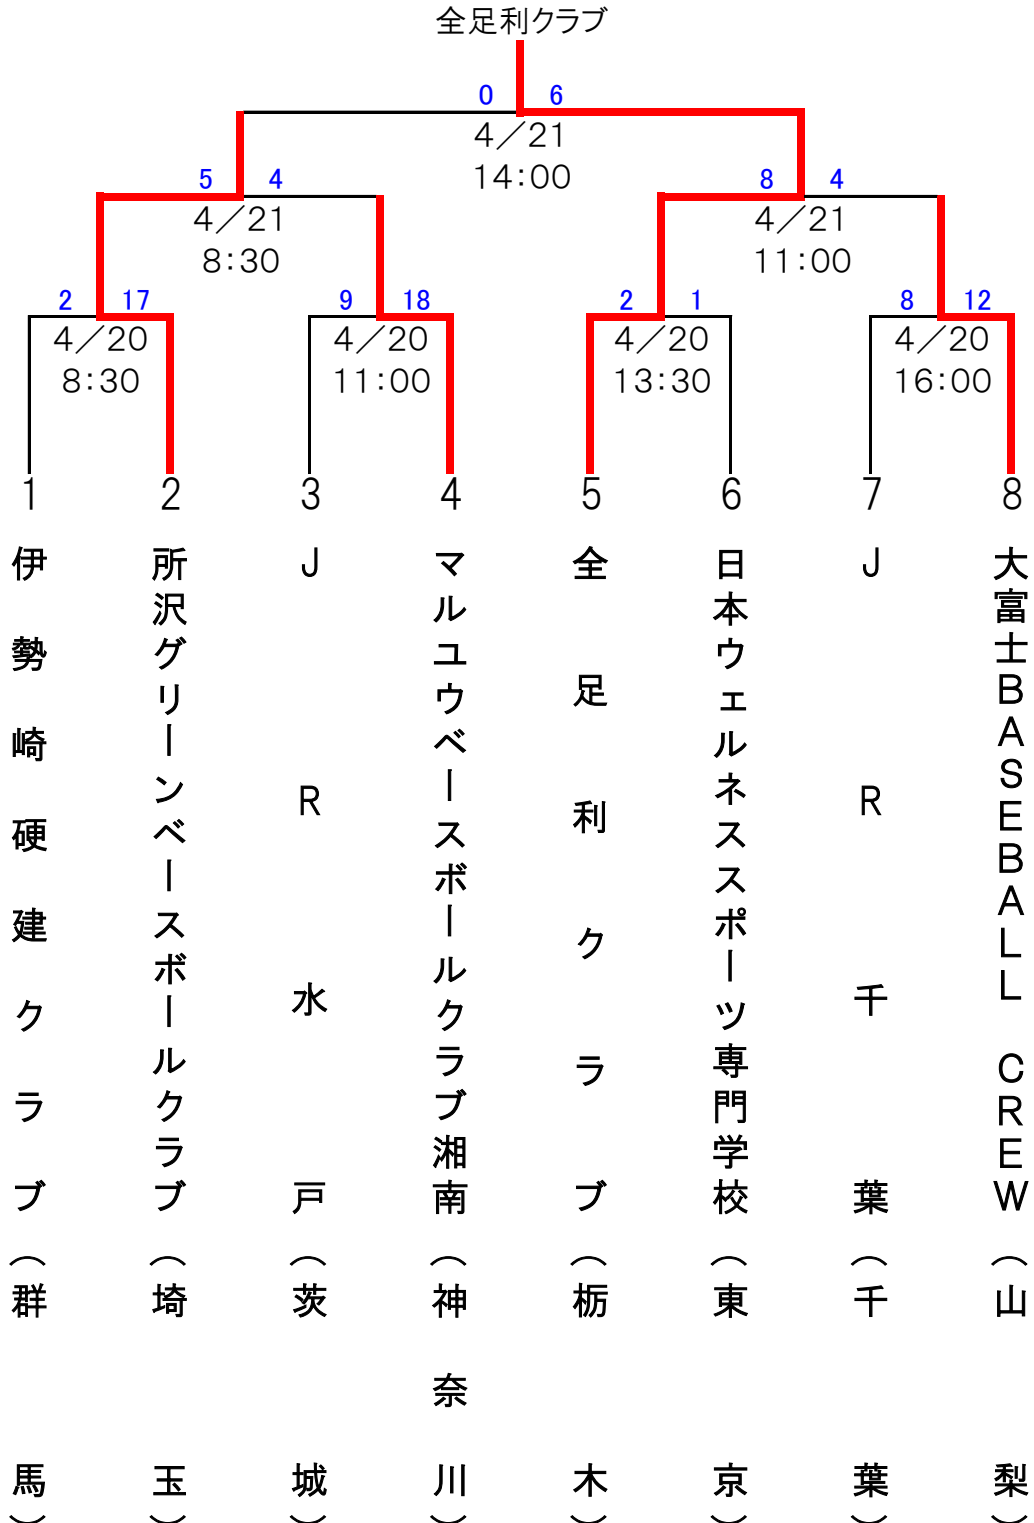 全足利クラブ
0 6
4／21
14:00
5 4
4／21
8:30
8 4
4／21
11:00
2 17
4／20
8:30
9 18
4／20
11:00
2 1
4／20
13:30
8 12
4／20
16:00
1 2 3 4 5 6 7 8
伊勢崎硬建クラブ（群馬）
所沢グリーンベースボールクラブ（埼玉）
JR水戸（茨城）
マルユウベースボールクラブ湘南（神奈川）
全足利クラブ（栃木）
日本ウェルネススポーツ専門学校（東京）
JR千葉（千葉）
大富士BASEBALL CREW（山梨）